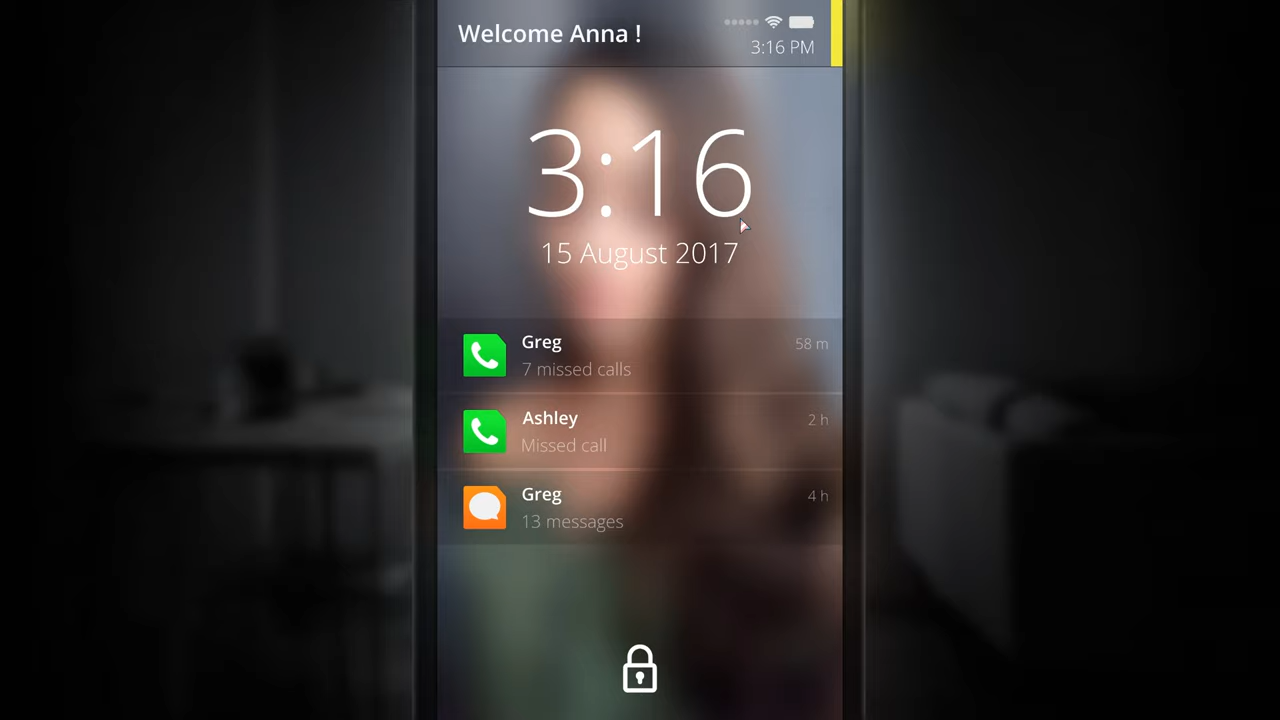 Welcome Anna !
3:16 PM
3:16
15 August 2017
Greg
58 m
7 missed calls
Ashley
2 h
Missed call
Greg
4 h
13 messages